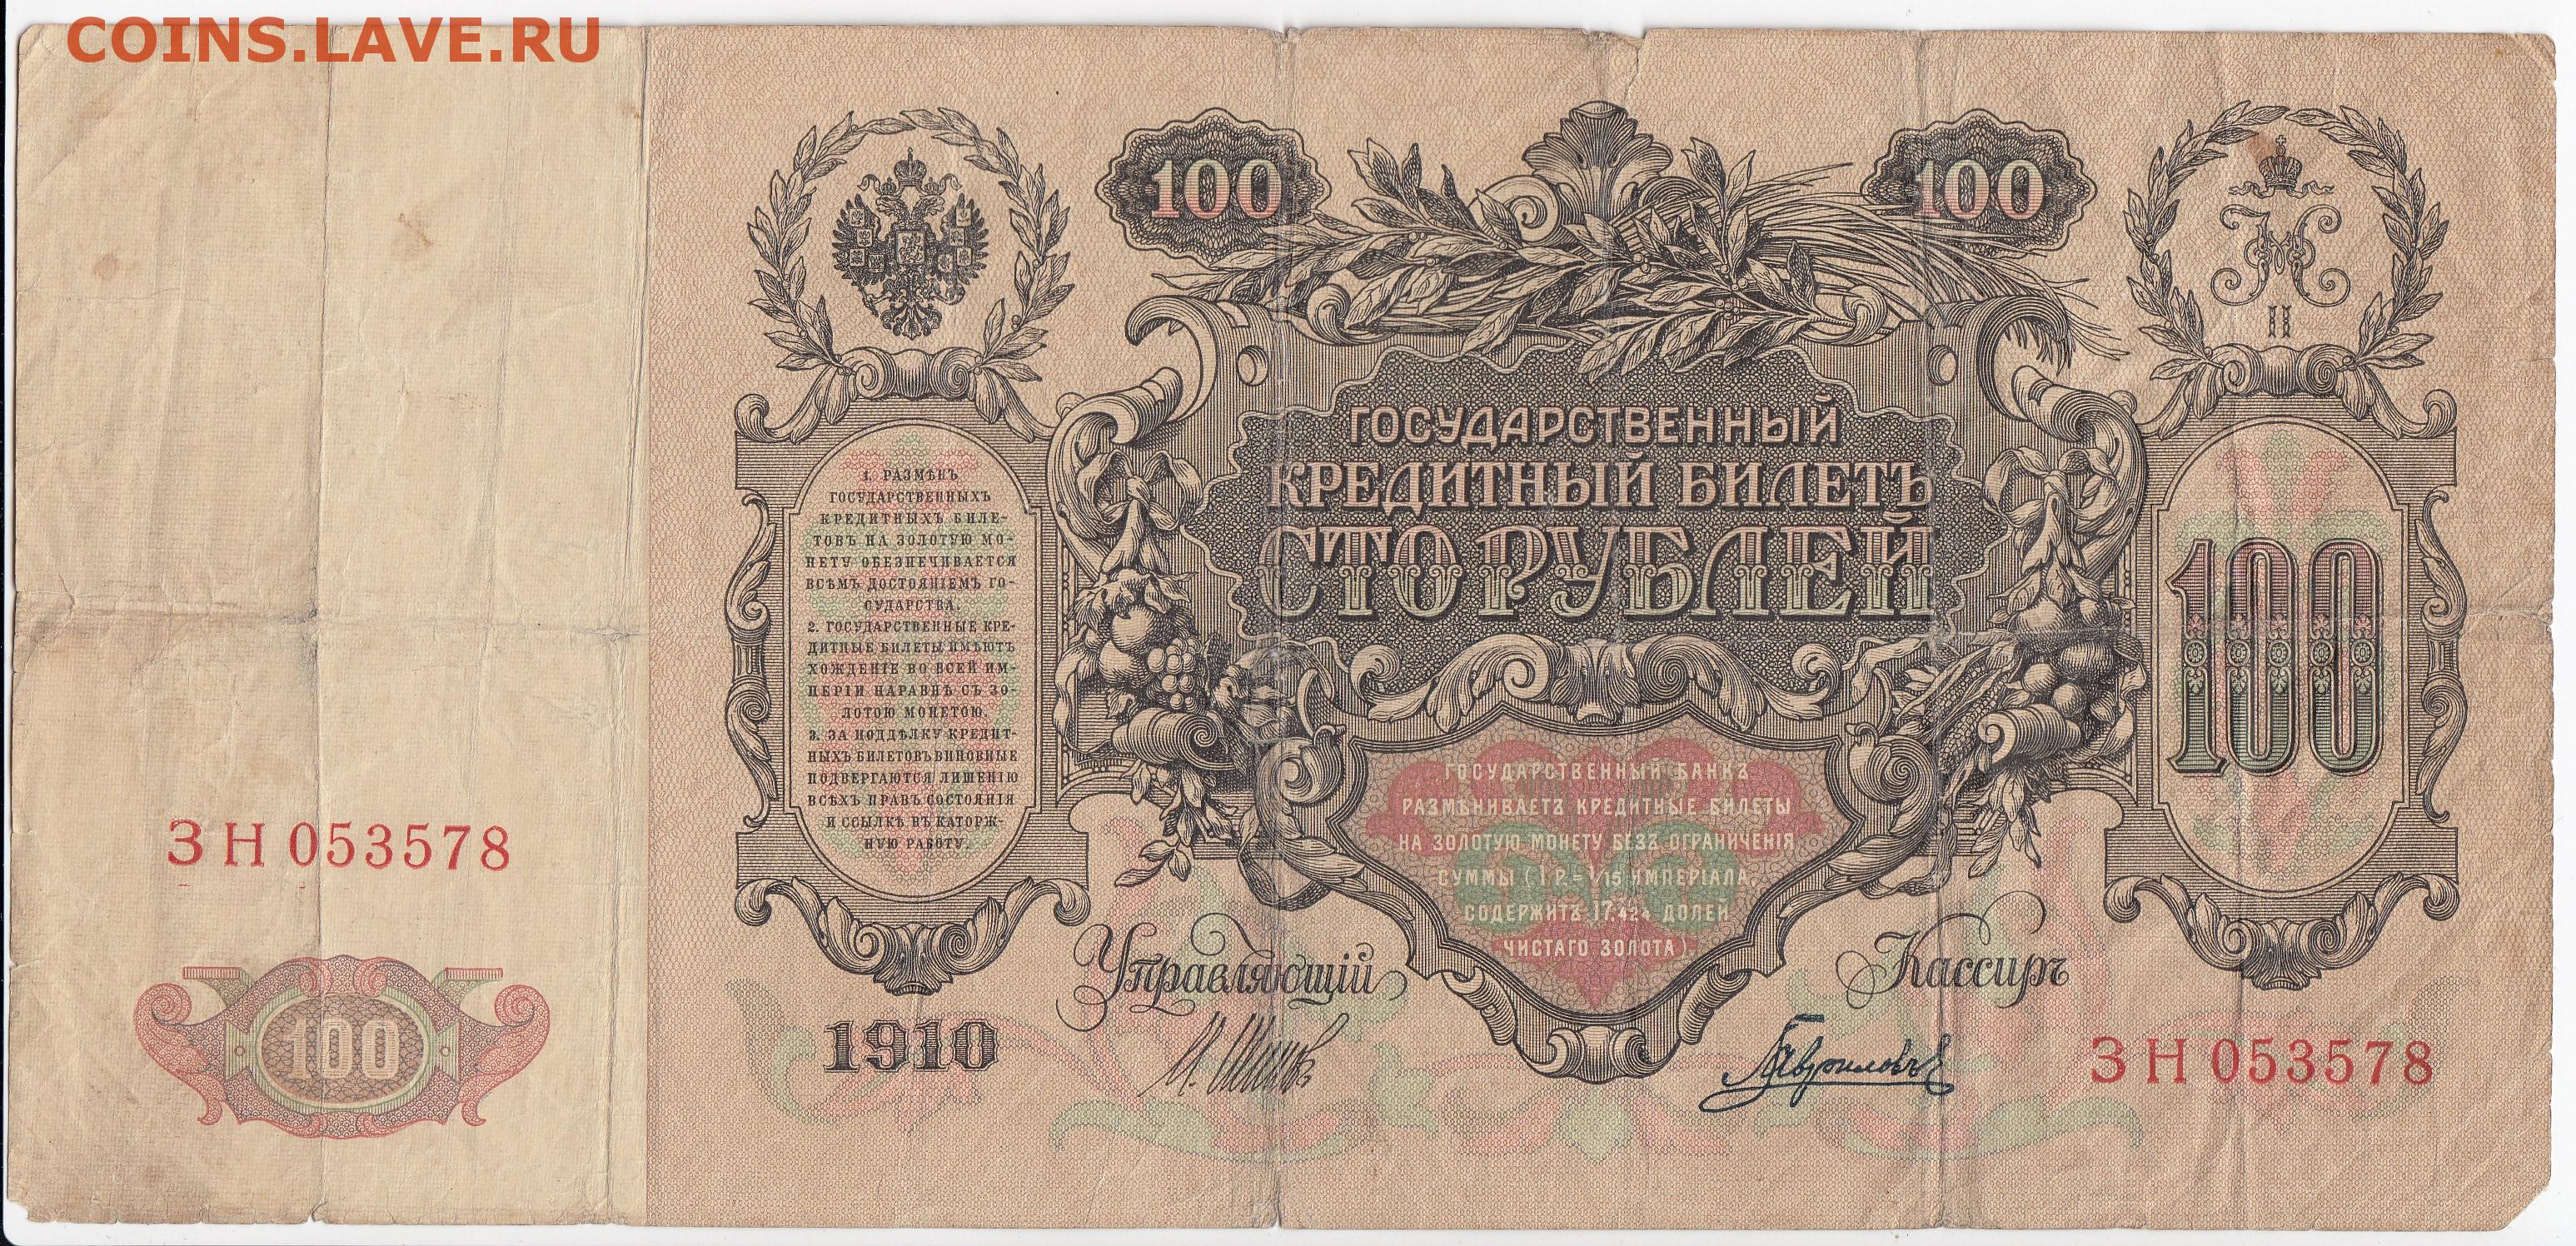 COINS.LAVE.RU
100
100
II
ГОСУДАРСТВЕННЫЙ
КРЕДИТНЫЙ БИЛЕТЪ
СТО РУБЛЕЙ
1. РАЗМѢНЪ
ГОСУДАРСТВЕННЫХЪ
КРЕДИТНЫХЪ БИЛЕ-
ТОВЪ НА ЗОЛОТУЮ МО-
НЕТУ ОБЕЗПЕЧИВАЕТСЯ
ВСѢМЪ ДОСТОЯНІЕМЪ ГО-
СУДАРСТВА.
2. ГОСУДАРСТВЕННЫЕ КРЕ-
ДИТНЫЕ БИЛЕТЫ ИМѢЮТЪ
ХОЖДЕНІЕ ВО ВСЕЙ ИМ-
ПЕРІИ НАРАВНѢ СЪ ЗО-
ЛОТОЮ МОНЕТОЮ.
3. ЗА ПОДДѢЛКУ КРЕДИТ-
НЫХЪ БИЛЕТОВЪ ВИНОВНЫЕ
ПОДВЕРГАЮТСЯ ЛИШЕНІЮ
ВСѢХЪ ПРАВЪ СОСТОЯНІЯ
И ССЫЛКѢ ВЪ КАТОРЖ-
НУЮ РАБОТУ.
100
ГОСУДАРСТВЕННЫЙ БАНКЪ
РАЗМѢНИВАЕТЪ КРЕДИТНЫЕ БИЛЕТЫ
НА ЗОЛОТУЮ МОНЕТУ БЕЗЪ ОГРАНИЧЕНІЯ
СУММЫ (1 Р.= 1/15 ИМПЕРІАЛА,
СОДЕРЖИТЪ 17,424 ДОЛЕЙ
ЧИСТАГО ЗОЛОТА)
ЗН 053578
100
Управляющій
Кассиръ
1910
И. Шипов
Гавриловъ
ЗН 053578